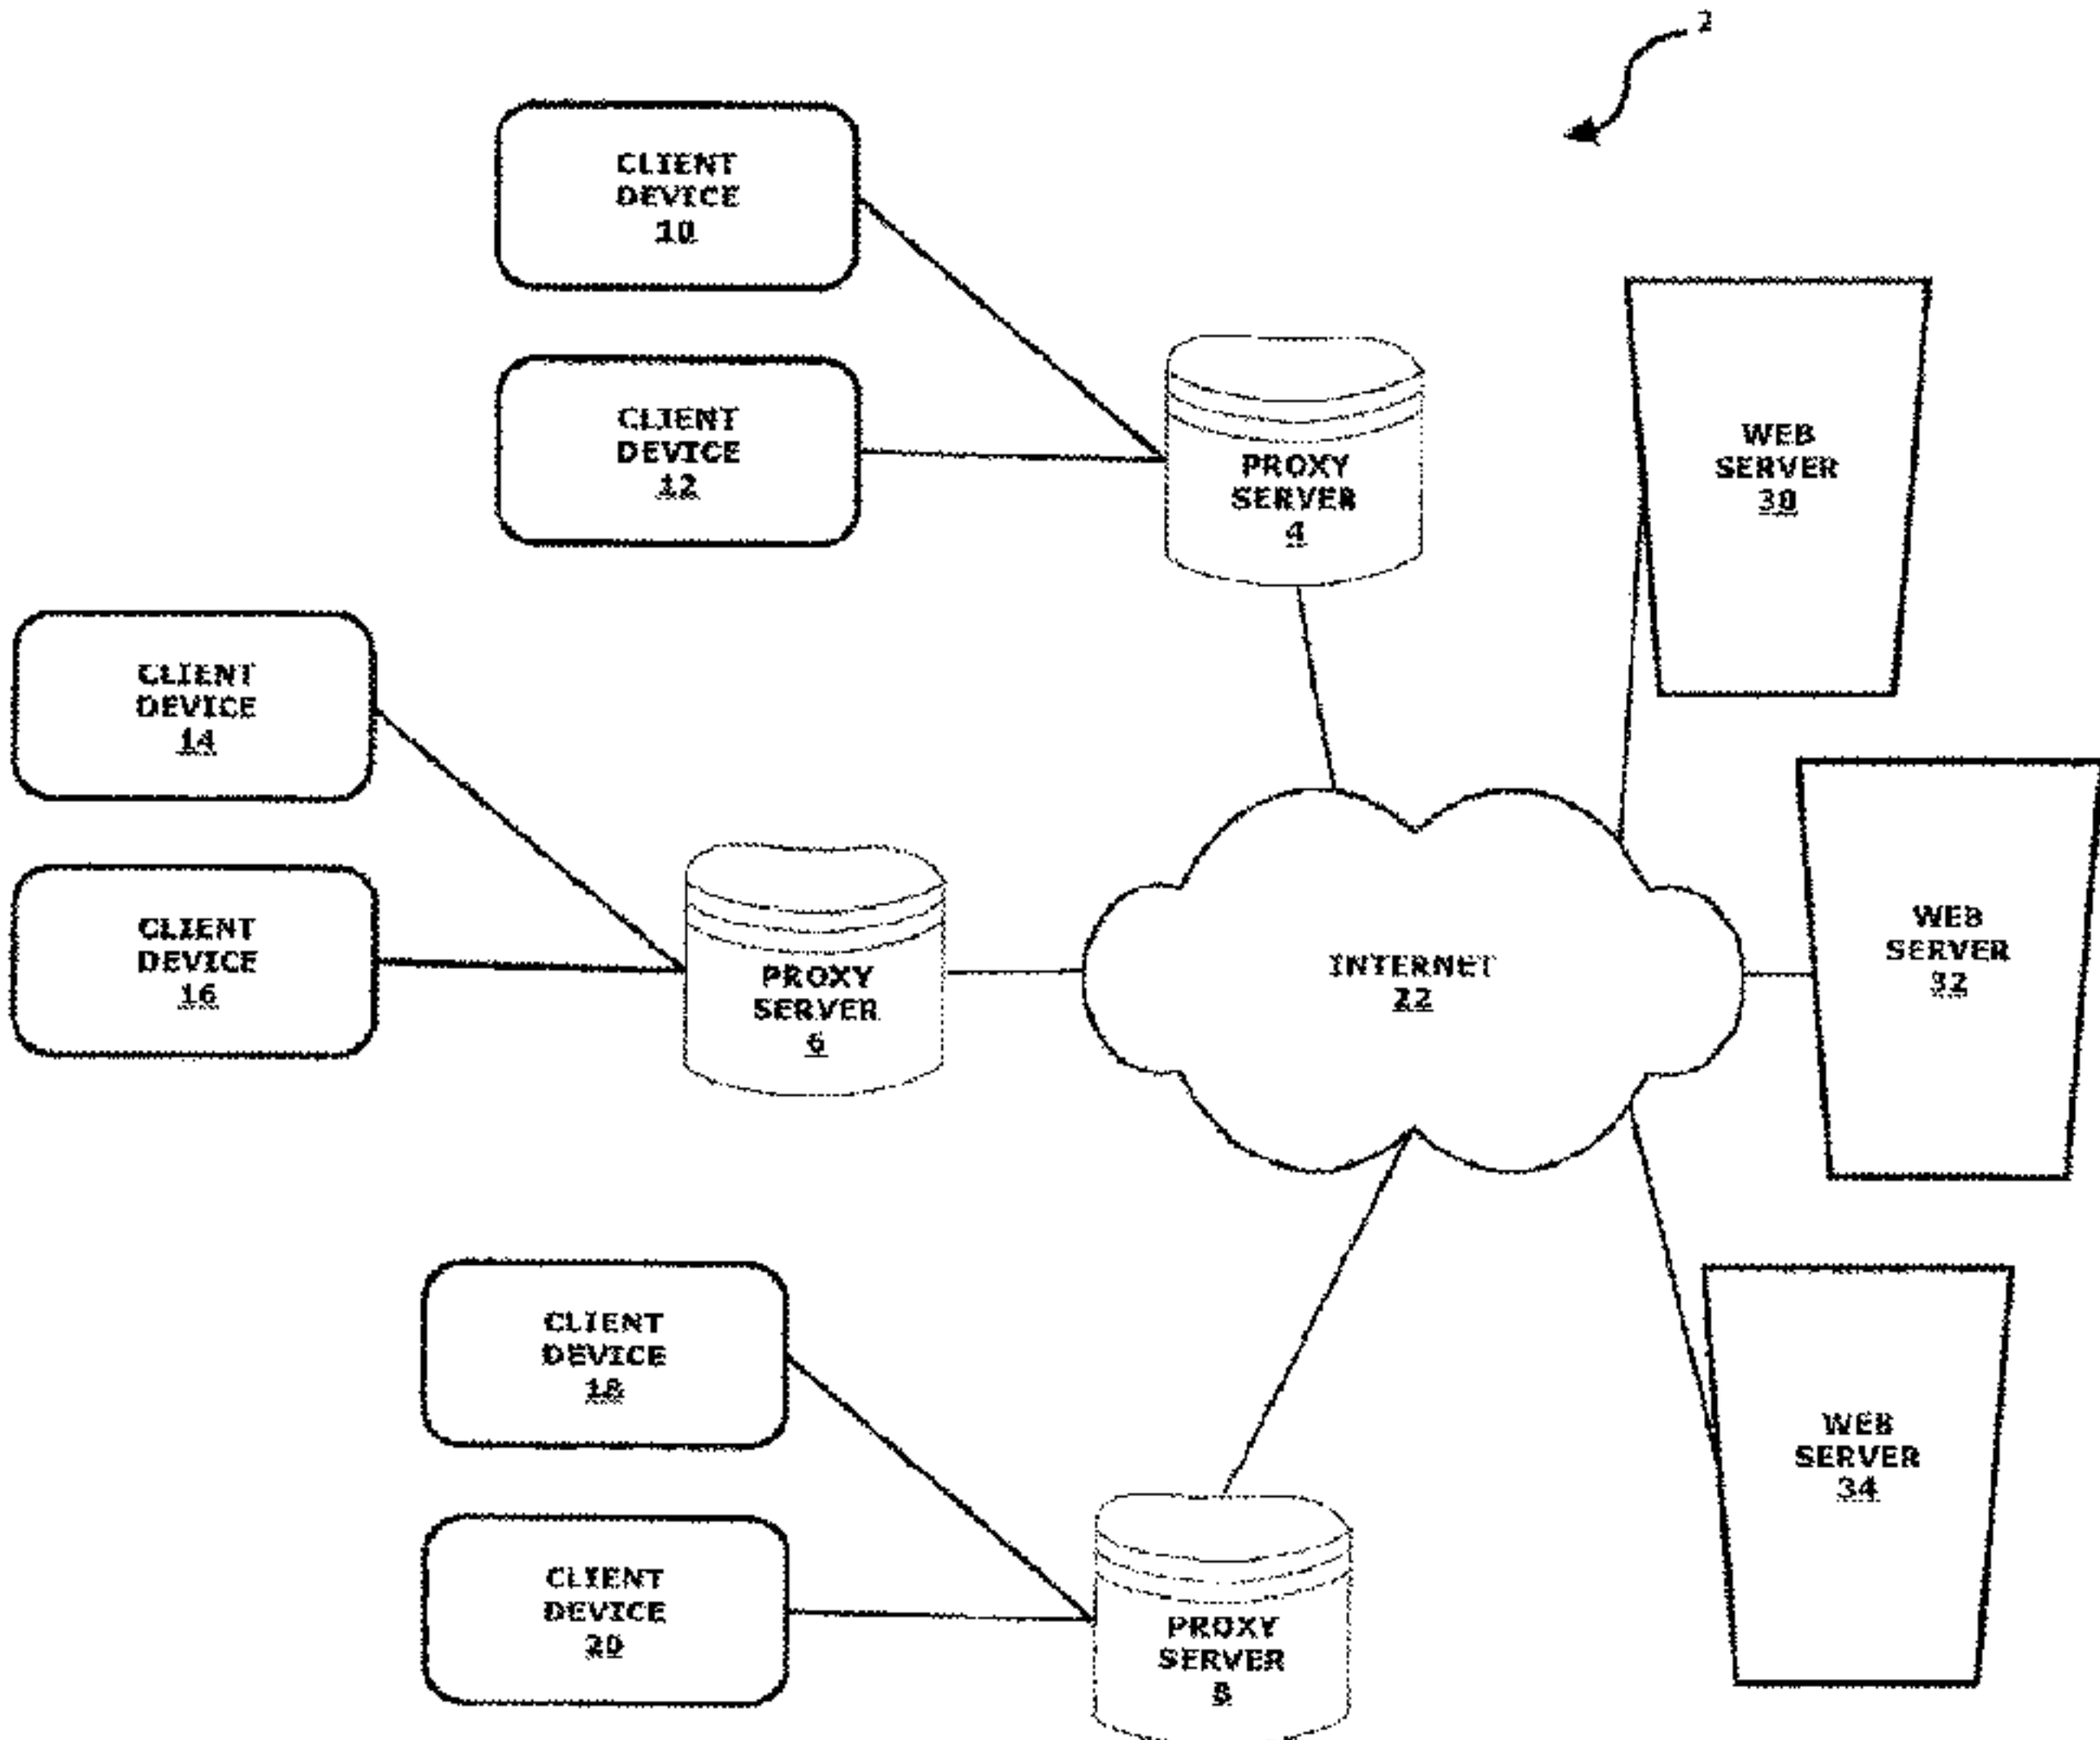 2
CLIENT
DEVICE
10
CLIENT
DEVICE
12
PROXY
SERVER
4
WEB
SERVER
30
CLIENT
DEVICE
14
CLIENT
DEVICE
16
PROXY
SERVER
6
INTERNET
22
WEB
SERVER
32
CLIENT
DEVICE
18
CLIENT
DEVICE
20
PROXY
SERVER
8
WEB
SERVER
34